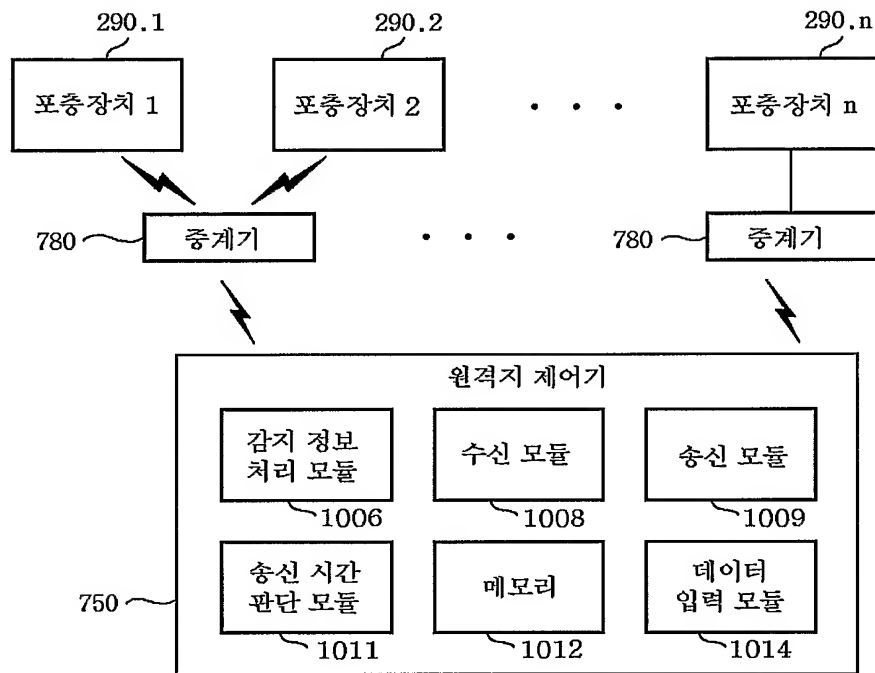 290.1
290.2
290.n
포충장치 1
포충장치 2
포충장치 n
780
중계기
780
중계기
원격지 제어기
감지 정보
처리 모듈
수신 모듈
송신 모듈
1006
1008
1009
750
송신 시간
판단 모듈
메모리
데이터
입력 모듈
1011
1012
1014